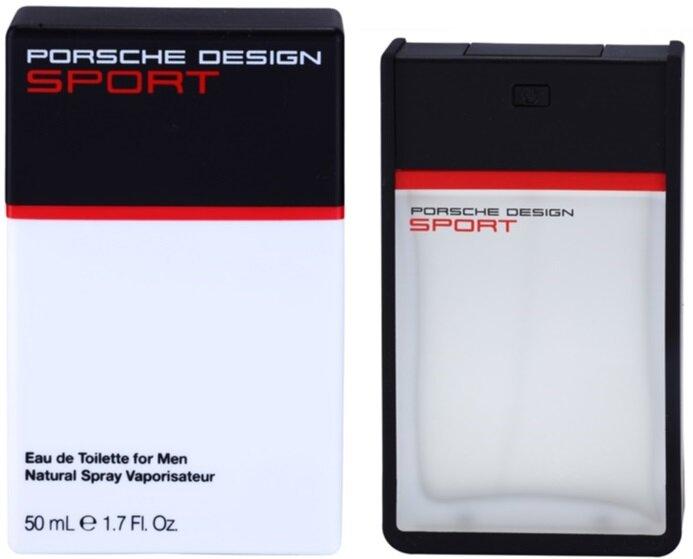 PORSCHE DESIGN
SPORT
Eau de Toilette for Men
Natural Spray Vaporisateur
50 mL ℮ 1.7 Fl. Oz.
PORSCHE DESIGN
SPORT